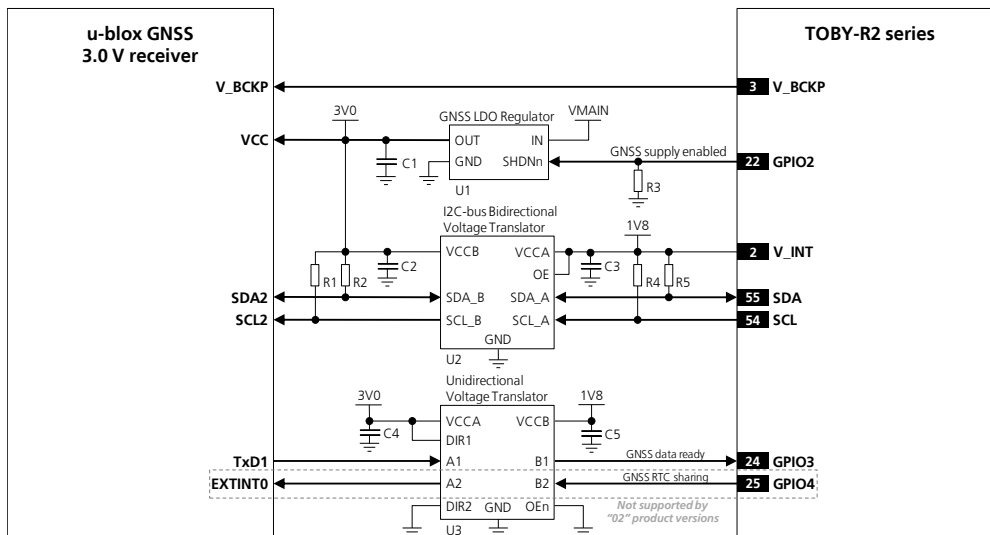 u-blox GNSS
3.0 V receiver
TOBY-R2 series
V_BCKP
3 V_BCKP
3V0
GNSS LDO Regulator
VMAIN
VCC
OUT
IN
GNSS supply enabled
C1
GND
SHDNn
22 GPIO2
U1
R3
I2C-bus Bidirectional
Voltage Translator
1V8
VCCB
VCCA
2 V_INT
R1
R2
C2
OE
C3
R4
R5
SDA2
SDA_B
SDA_A
55 SDA
SCL2
SCL_B
SCL_A
54 SCL
GND
U2
Unidirectional
Voltage Translator
3V0
1V8
VCCA
VCCB
C4
DIR1
C5
TxD1
A1
B1
GNSS data ready
24 GPIO3
EXTINT0
A2
B2
GNSS RTC sharing
25 GPIO4
DIR2
GND
OEn
Not supported by
"02" product versions
U3